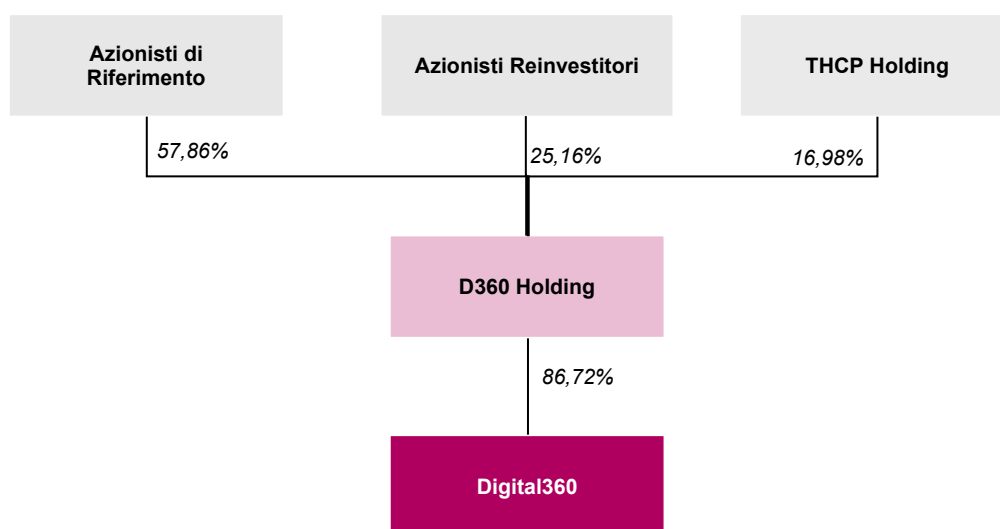 Azionisti di
Riferimento
Azionisti Reinvestitori
THCP Holding
57,86%
25,16%
16,98%
D360 Holding
86,72%
Digital360